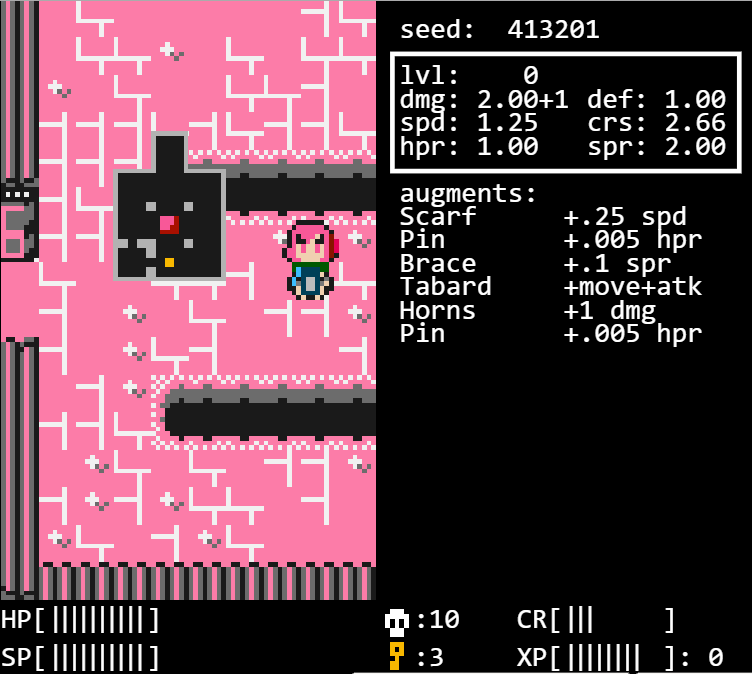 seed: 413201
lvl: 0
dmg: 2.00+1 def: 1.00
spd: 1.25 crs: 2.66
hpr: 1.00 spr: 2.00
augments:
Scarf +.25 spd
Pin +.005 hpr
Brace +.1 spr
Tabard +move+atk
Horns +1 dmg
Pin +.005 hpr
HP[||||||||||] :10 CR[||| ]
SP[||||||||||] :3 XP[|||||||| ]: 0